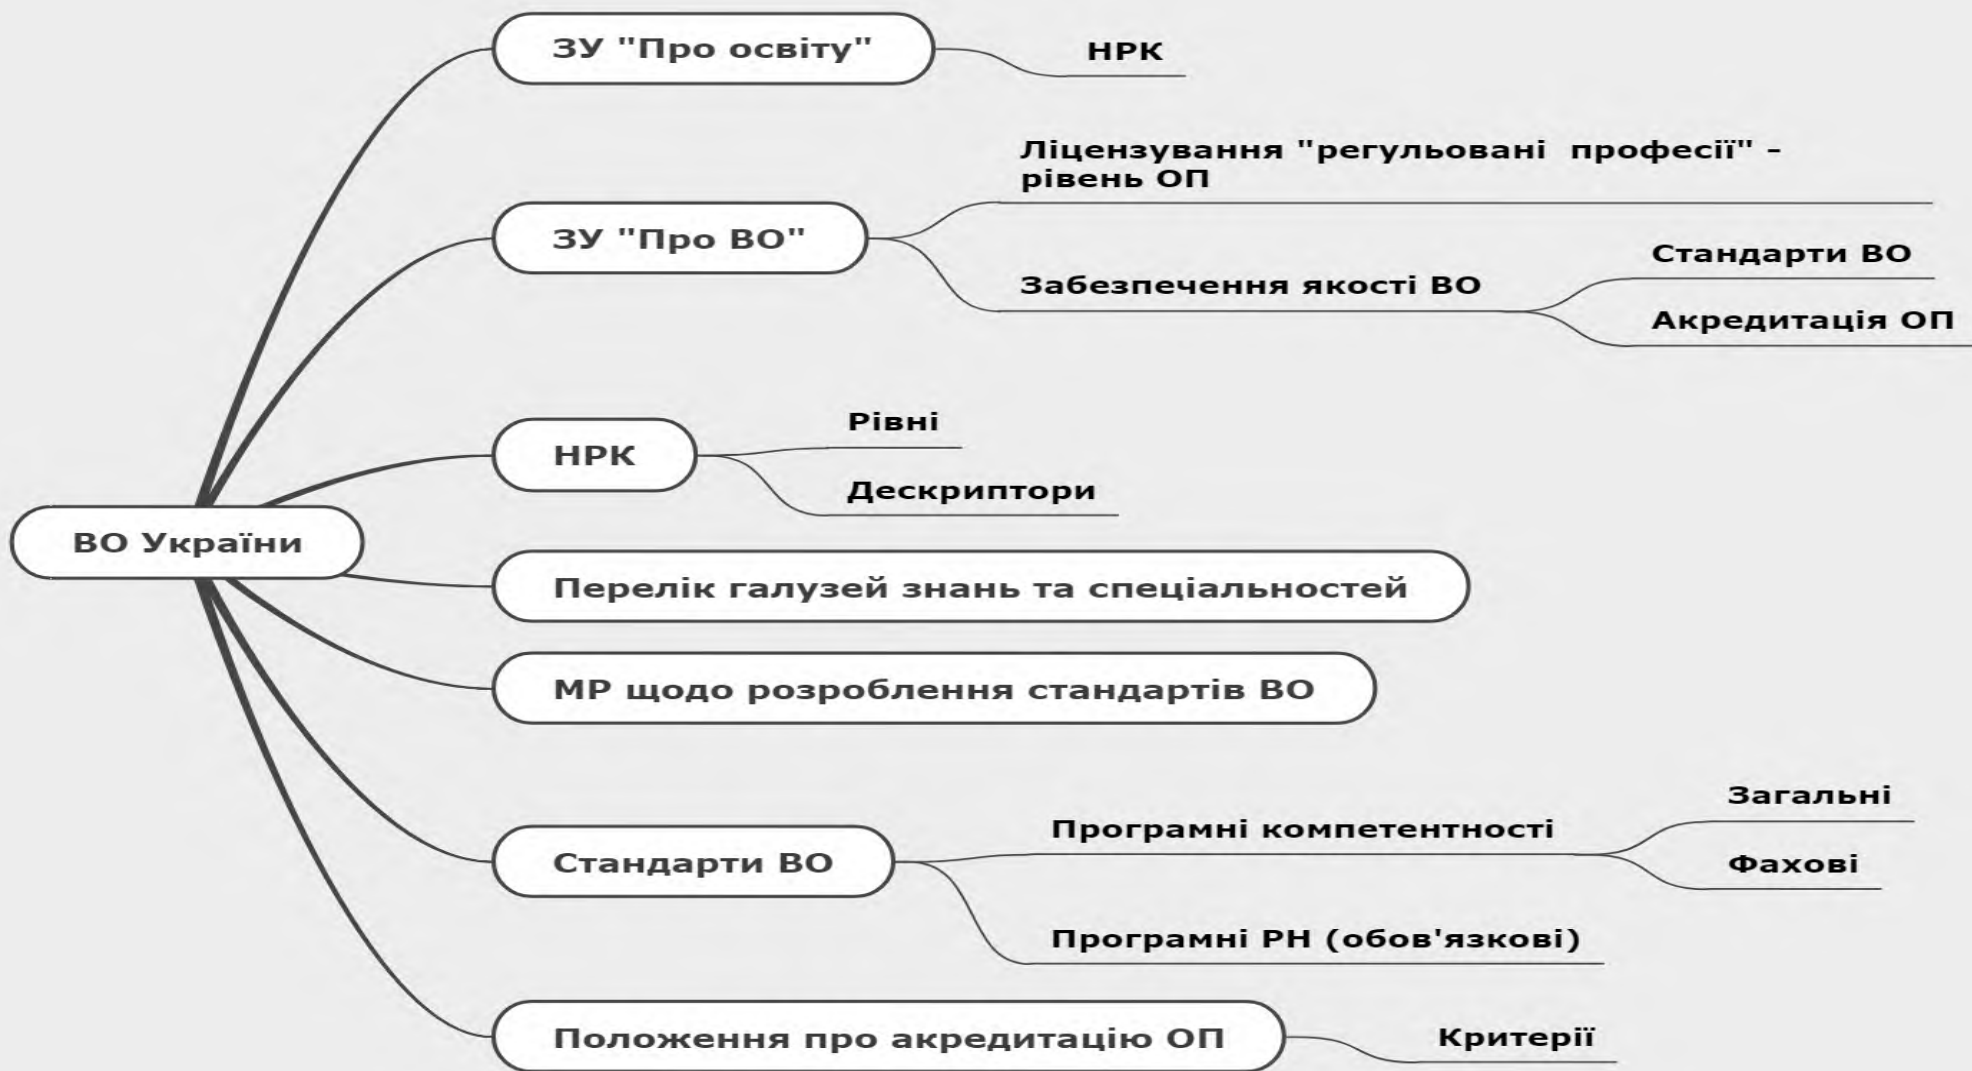 ЗУ "Про освіту"
НРК
Ліцензування "регульовані професії" –
рівень ОП
ЗУ "Про ВО"
Забезпечення якості ВО
Стандарти ВО
Акредитація ОП
НРК
Рівні
Дескриптори
ВО України
Перелік галузей знань та спеціальностей
МР щодо розроблення стандартів ВО
Стандарти ВО
Програмні компетентності
Загальні
Фахові
Програмні РН (обов'язкові)
Положення про акредитацію ОП
Критерії